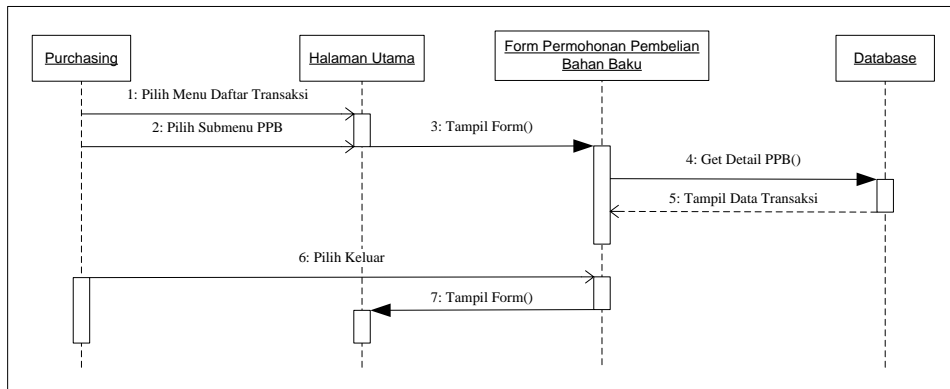 Purchasing
Halaman Utama
Form Permohonan Pembelian
Bahan Baku
Database
1: Pilih Menu Daftar Transaksi
2: Pilih Submenu PPB
3: Tampil Form()
4: Get Detail PPB()
5: Tampil Data Transaksi
6: Pilih Keluar
7: Tampil Form()